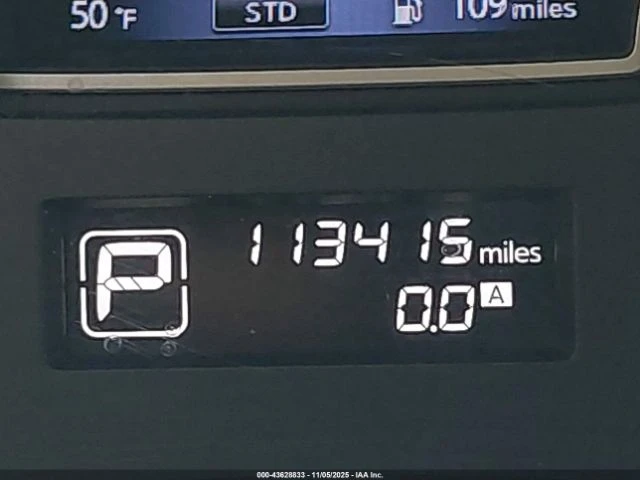 50 °F STD 109 miles
P 113415 miles
0.0 A
000-43628833 - 11/05/2025 - IAA Inc.